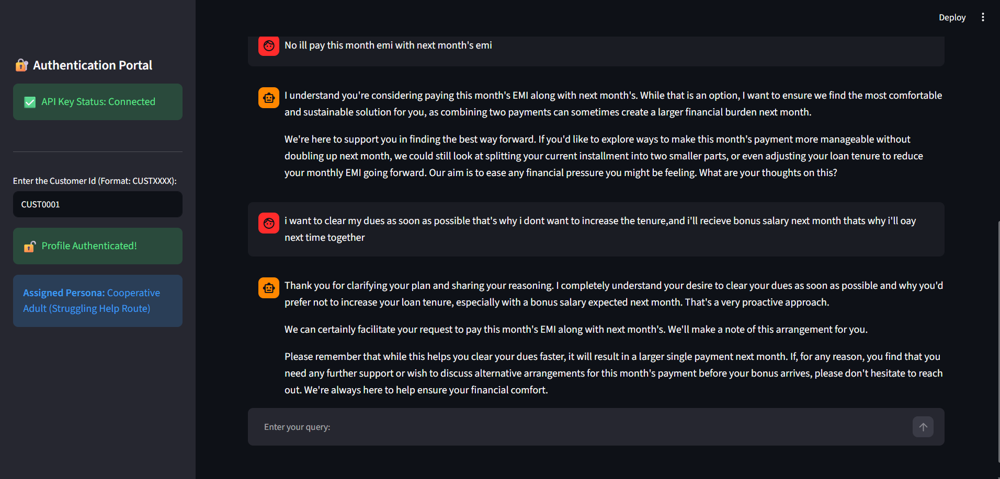 Deploy
Authentication Portal
API Key Status: Connected
Enter the Customer Id (Format: CUSTXXXX):
CUST0001
Profile Authenticated!
Assigned Persona: Cooperative
Adult (Struggling Help Route)
No ill pay this month emi with next month's emi
I understand you're considering paying this month's EMI along with next month's. While that is an option, I want to ensure we find the most comfortable
and sustainable solution for you, as combining two payments can sometimes create a larger financial burden next month.
We're here to support you in finding the best way forward. If you'd like to explore ways to make this month's payment more manageable without
doubling up next month, we could still look at splitting your current installment into two smaller parts, or even adjusting your loan tenure to reduce
your monthly EMI going forward. Our aim is to ease any financial pressure you might be feeling. What are your thoughts on this?
i want to clear my dues as soon as possible that's why i dont want to increase the tenure,and i'll recieve bonus salary next month thats why i'll oay
next time together
Thank you for clarifying your plan and sharing your reasoning. I completely understand your desire to clear your dues as soon as possible and why you'd
prefer not to increase your loan tenure, especially with a bonus salary expected next month. That's a very proactive approach.
We can certainly facilitate your request to pay this month's EMI along with next month's. We'll make a note of this arrangement for you.
Please remember that while this helps you clear your dues faster, it will result in a larger single payment next month. If, for any reason, you find that you
need any further support or wish to discuss alternative arrangements for this month's payment before your bonus arrives, please don't hesitate to reach
out. We're always here to help ensure your financial comfort.
Enter your query: